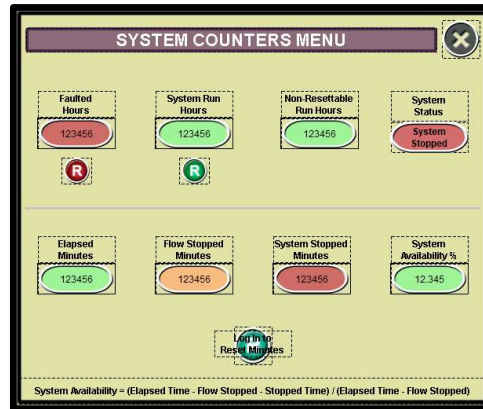 SYSTEM COUNTERS MENU
Faulted
Hours
123456
R
System Run
Hours
123456
R
Non-Resettable
Run Hours
123456
System
Status
System
Stopped
Elapsed
Minutes
123456
Flow Stopped
Minutes
123456
System Stopped
Minutes
123456
System
Availability %
12.345
Log In to
Reset Minutes
System Availability = (Elapsed Time - Flow Stopped - Stopped Time) / (Elapsed Time - Flow Stopped)